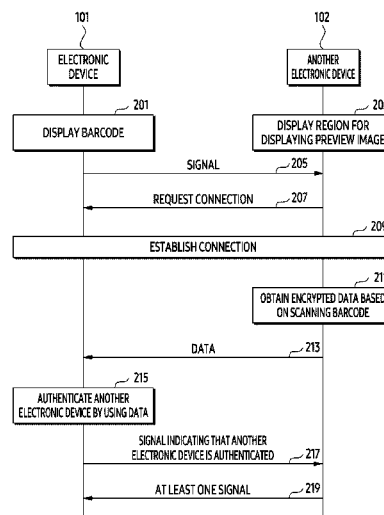 101
102
ELECTRONIC
DEVICE
ANOTHER
ELECTRONIC DEVICE
201
DISPLAY BARCODE
DISPLAY REGION FOR
DISPLAYING PREVIEW IMAGE
SIGNAL
205
REQUEST CONNECTION
207
209
ESTABLISH CONNECTION
OBTAIN ENCRYPTED DATA BASED
ON SCANNING BARCODE
DATA
213
215
AUTHENTICATE ANOTHER
ELECTRONIC DEVICE BY USING DATA
SIGNAL INDICATING THAT ANOTHER
ELECTRONIC DEVICE IS AUTHENTICATED
217
AT LEAST ONE SIGNAL
219